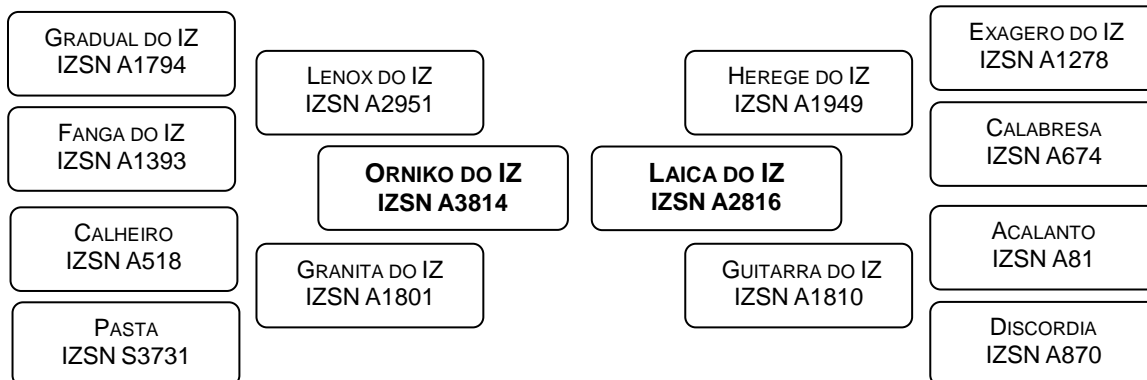 Gradual do IZ
IZSN A1794
Fanga do IZ
IZSN A1393
Calheiro
IZSN A518
Pasta
IZSN S3731
Lenox do IZ
IZSN A2951
Granita do IZ
IZSN A1801
Orniko do IZ
IZSN A3814
Laica do IZ
IZSN A2816
Herege do IZ
IZSN A1949
Guitarra do IZ
IZSN A1810
Exagero do IZ
IZSN A1278
Calabresa
IZSN A674
Acalanto
IZSN A81
Discordia
IZSN A870